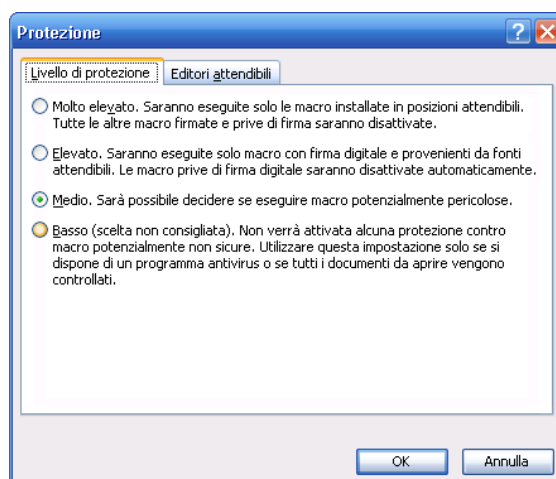 Protezione
Livello di protezione
Editori attendibili
Molto elevato. Saranno eseguite solo le macro installate in posizioni attendibili.
Tutte le altre macro firmate e prive di firma saranno disattivate.
Elevato. Saranno eseguite solo macro con firma digitale e provenienti da fonti
attendibili. Le macro prive di firma digitale saranno disattivate automaticamente.
Medio. Sarà possibile decidere se eseguire macro potenzialmente pericolose.
Basso (scelta non consigliata). Non verrà attivata alcuna protezione contro
macro potenzialmente non sicure. Utilizzare questa impostazione solo se si
dispone di un programma antivirus o se tutti i documenti da aprire vengono
controllati.
OK
Annulla